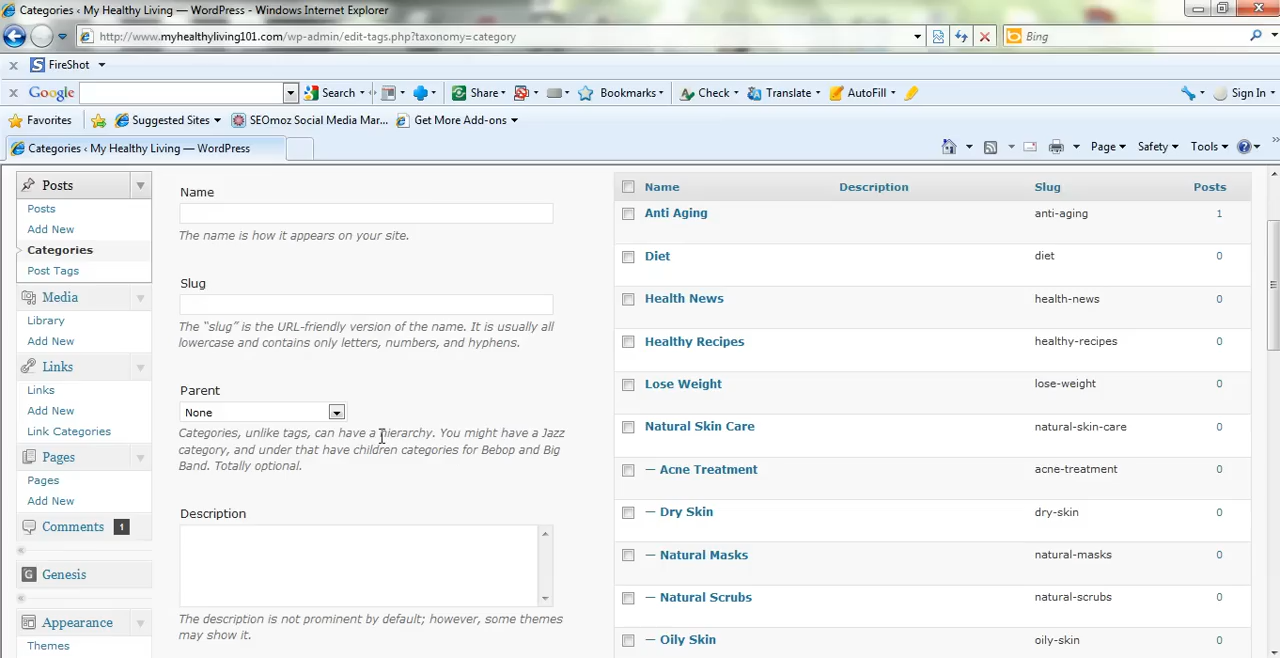 Categories ‹ My Healthy Living — WordPress - Windows Internet Explorer
http://www.myhealthyliving101.com/wp-admin/edit-tags.php?taxonomy=category
Bing
x FireShot
x Google Search Share Bookmarks Check Translate AutoFill Sign In
Favorites Suggested Sites SEOmoz Social Media Mar... Get More Add-ons
Categories ‹ My Healthy Living — WordPress
Page Safety Tools
Posts
Posts
Add New
Categories
Post Tags
Media
Library
Add New
Links
Links
Add New
Link Categories
Pages
Pages
Add New
Comments 1
Genesis
Appearance
Themes
Name
The name is how it appears on your site.
Slug
The “slug” is the URL-friendly version of the name. It is usually all
lowercase and contains only letters, numbers, and hyphens.
Parent
None
Categories, unlike tags, can have a hierarchy. You might have a Jazz
category, and under that have children categories for Bebop and Big
Band. Totally optional.
Description
The description is not prominent by default; however, some themes
may show it.
Name Description Slug Posts
Anti Aging anti-aging 1
Diet diet 0
Health News health-news 0
Healthy Recipes healthy-recipes 0
Lose Weight lose-weight 0
Natural Skin Care natural-skin-care 0
— Acne Treatment acne-treatment 0
— Dry Skin dry-skin 0
— Natural Masks natural-masks 0
— Natural Scrubs natural-scrubs 0
— Oily Skin oily-skin 0